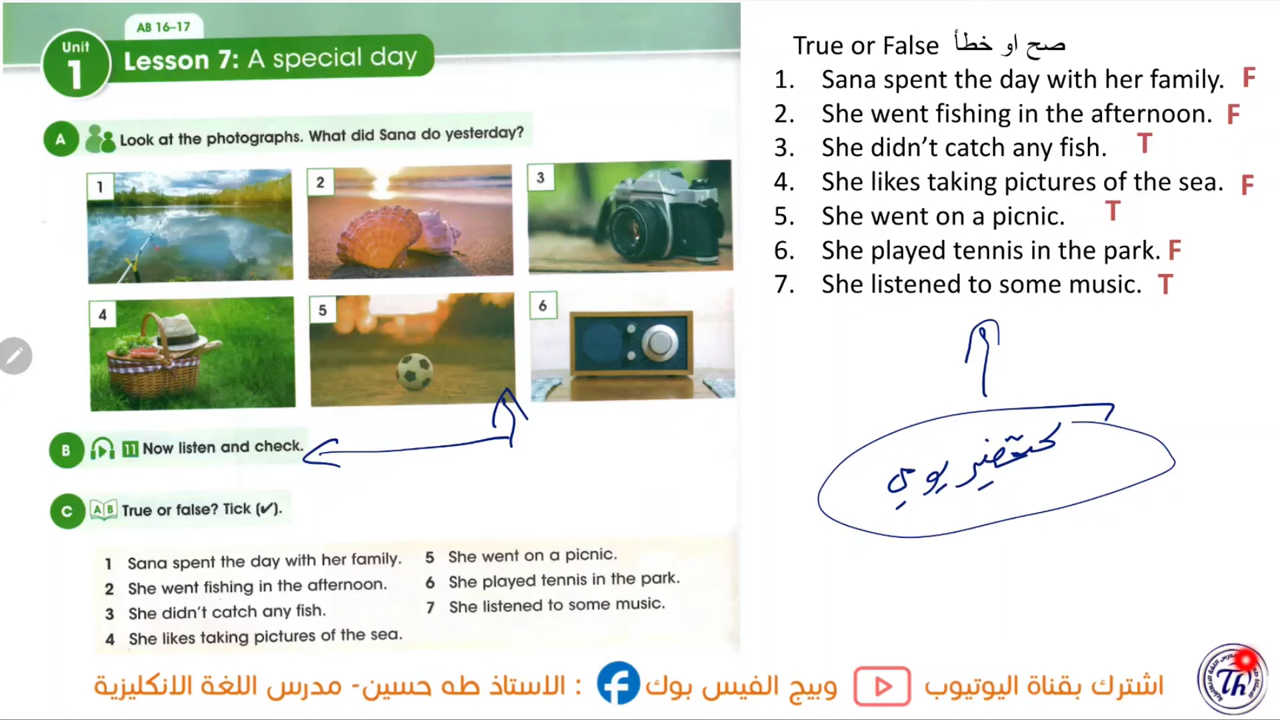 AB 16-17
Unit 1
Lesson 7: A special day
A Look at the photographs. What did Sana do yesterday?
1
2
3
4
5
6
B 11 Now listen and check.
C AB True or false? Tick (✔).
1 Sana spent the day with her family.
2 She went fishing in the afternoon.
3 She didn't catch any fish.
4 She likes taking pictures of the sea.
5 She went on a picnic.
6 She played tennis in the park.
7 She listened to some music.
True or False صح او خطأ
1. Sana spent the day with her family. F
2. She went fishing in the afternoon. F
3. She didn't catch any fish. T
4. She likes taking pictures of the sea. F
5. She went on a picnic. T
6. She played tennis in the park. F
7. She listened to some music. T
تحضير يومي
اشترك بقناة اليوتيوب وبيج الفيس بوك : الاستاذ طه حسين- مدرس اللغة الانكليزية
Th